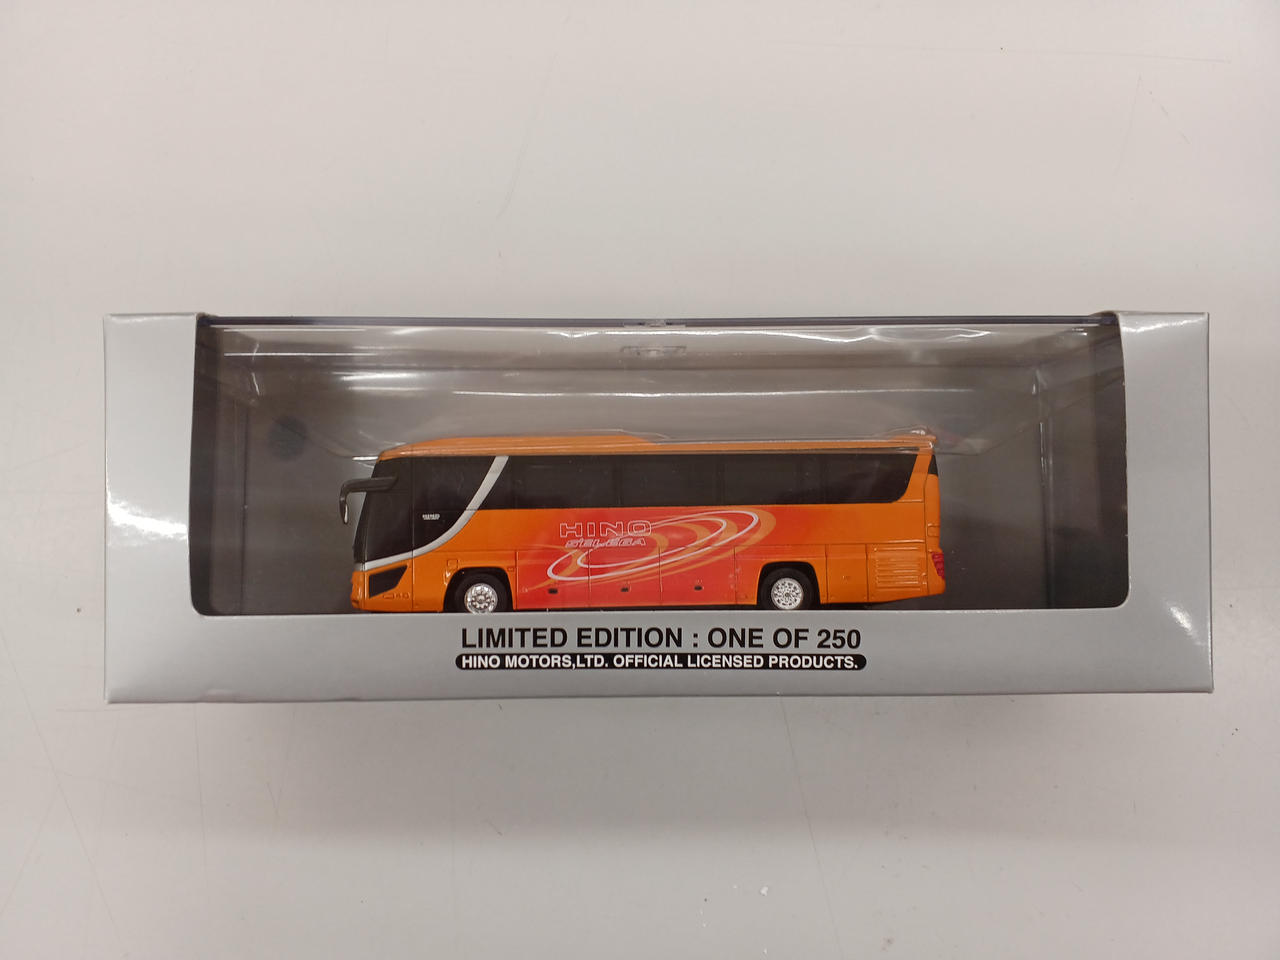 HINO
SELEGA
LIMITED EDITION : ONE OF 250
HINO MOTORS,LTD. OFFICIAL LICENSED PRODUCTS.